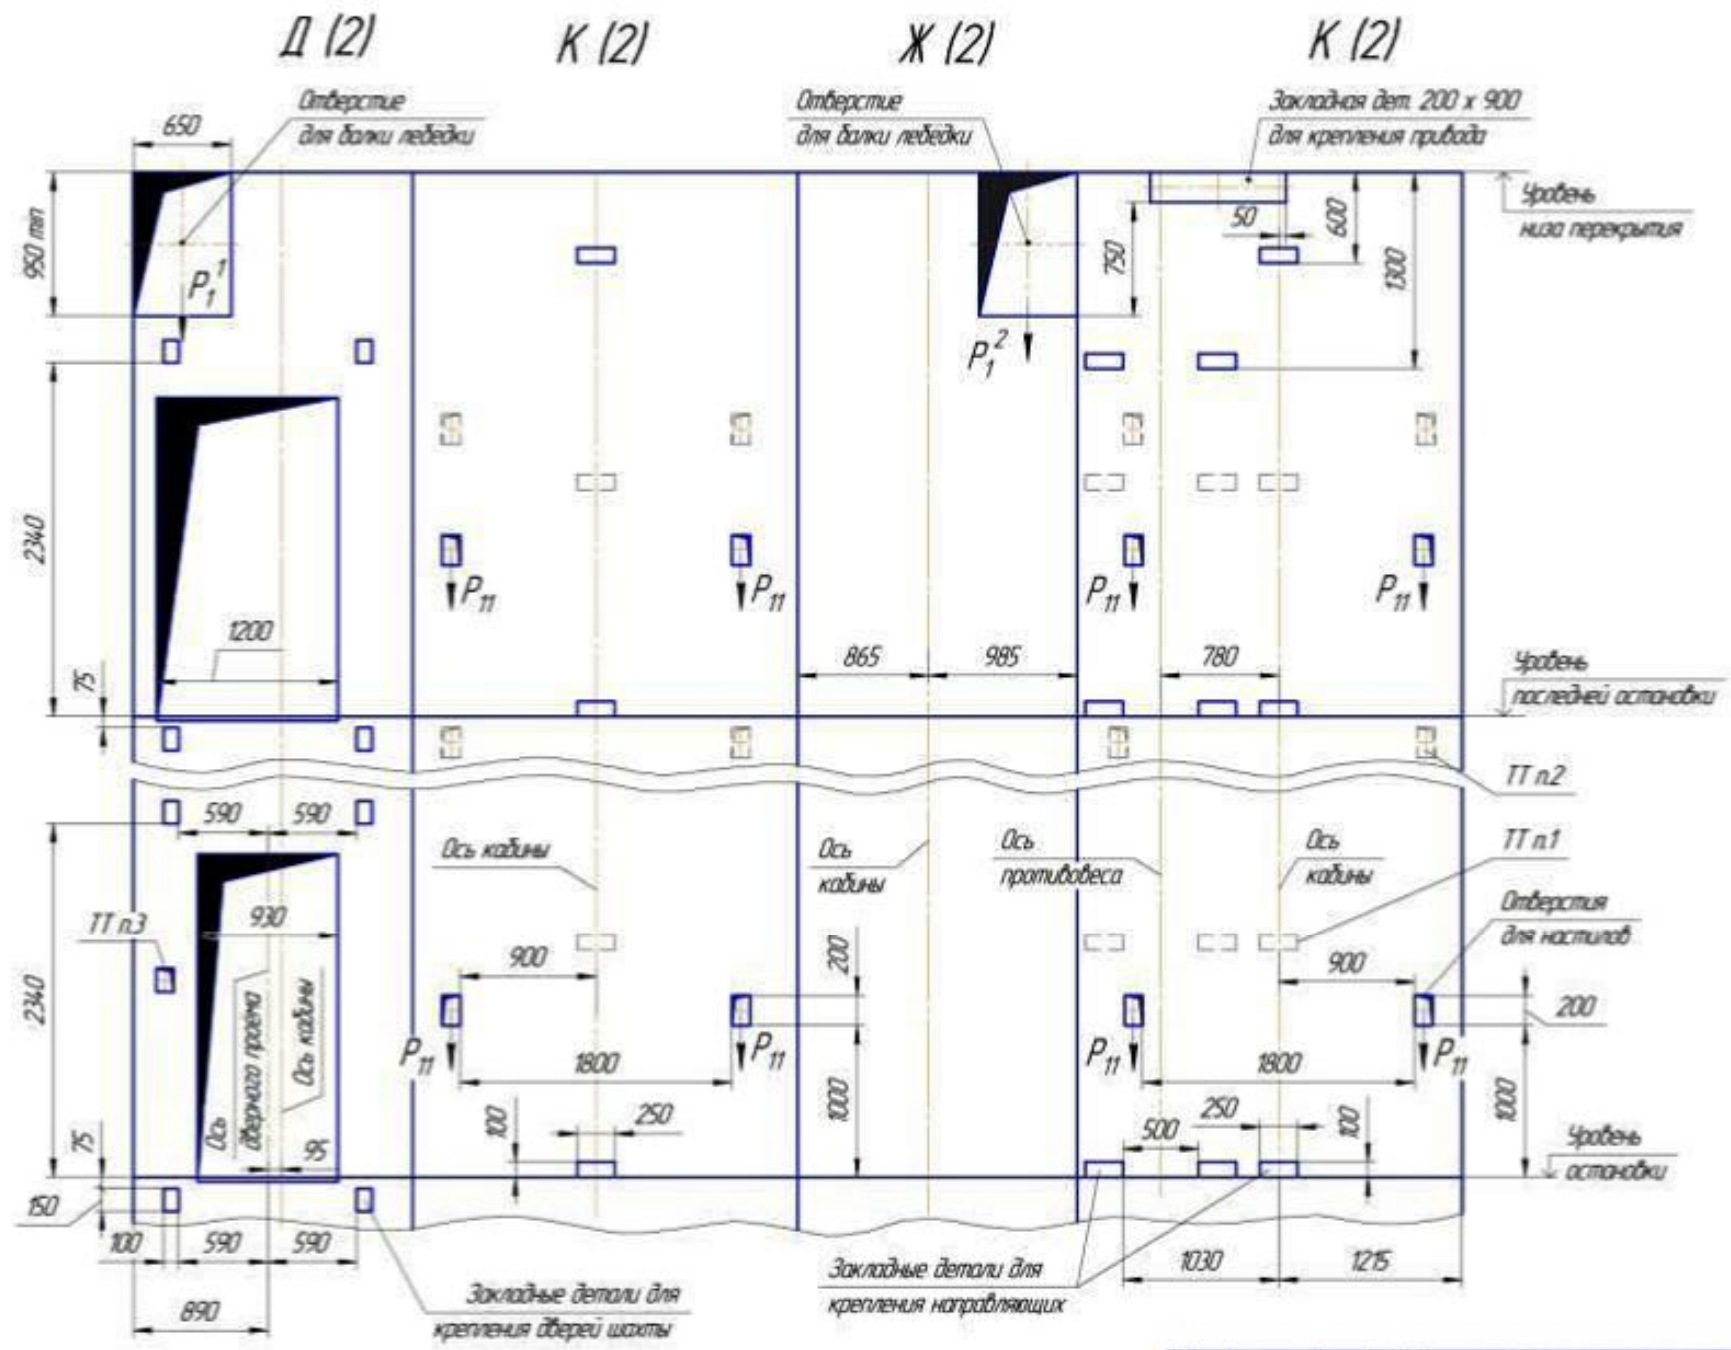 Д (2)
К (2)
Ж (2)
К (2)
Отверстие
для балки лебедки
Отверстие
для балки лебедки
Закладная дет. 200 х 900
для крепления привода
650
950 min
P₁¹
P₁²
750
50
600
1300
Уровень
низа перекрытия
2340
1200
75
P₁₁
P₁₁
P₁₁
P₁₁
865
985
780
Уровень
последней остановки
ТТ п.2
590
590
Ось кабины
Ось
кабины
Ось
противовеса
Ось
кабины
ТТ п.1
Отверстия
для настилов
ТТ п.3
930
2340
Ось
дверного проема
Ось кабины
95
900
200
900
200
P₁₁
P₁₁
P₁₁
P₁₁
1800
1000
1800
1000
100
250
500
250
100
Уровень
остановки
75
150
100
590
590
890
Закладные детали для
крепления дверей шахты
Закладные детали для
крепления направляющих
1030
1215